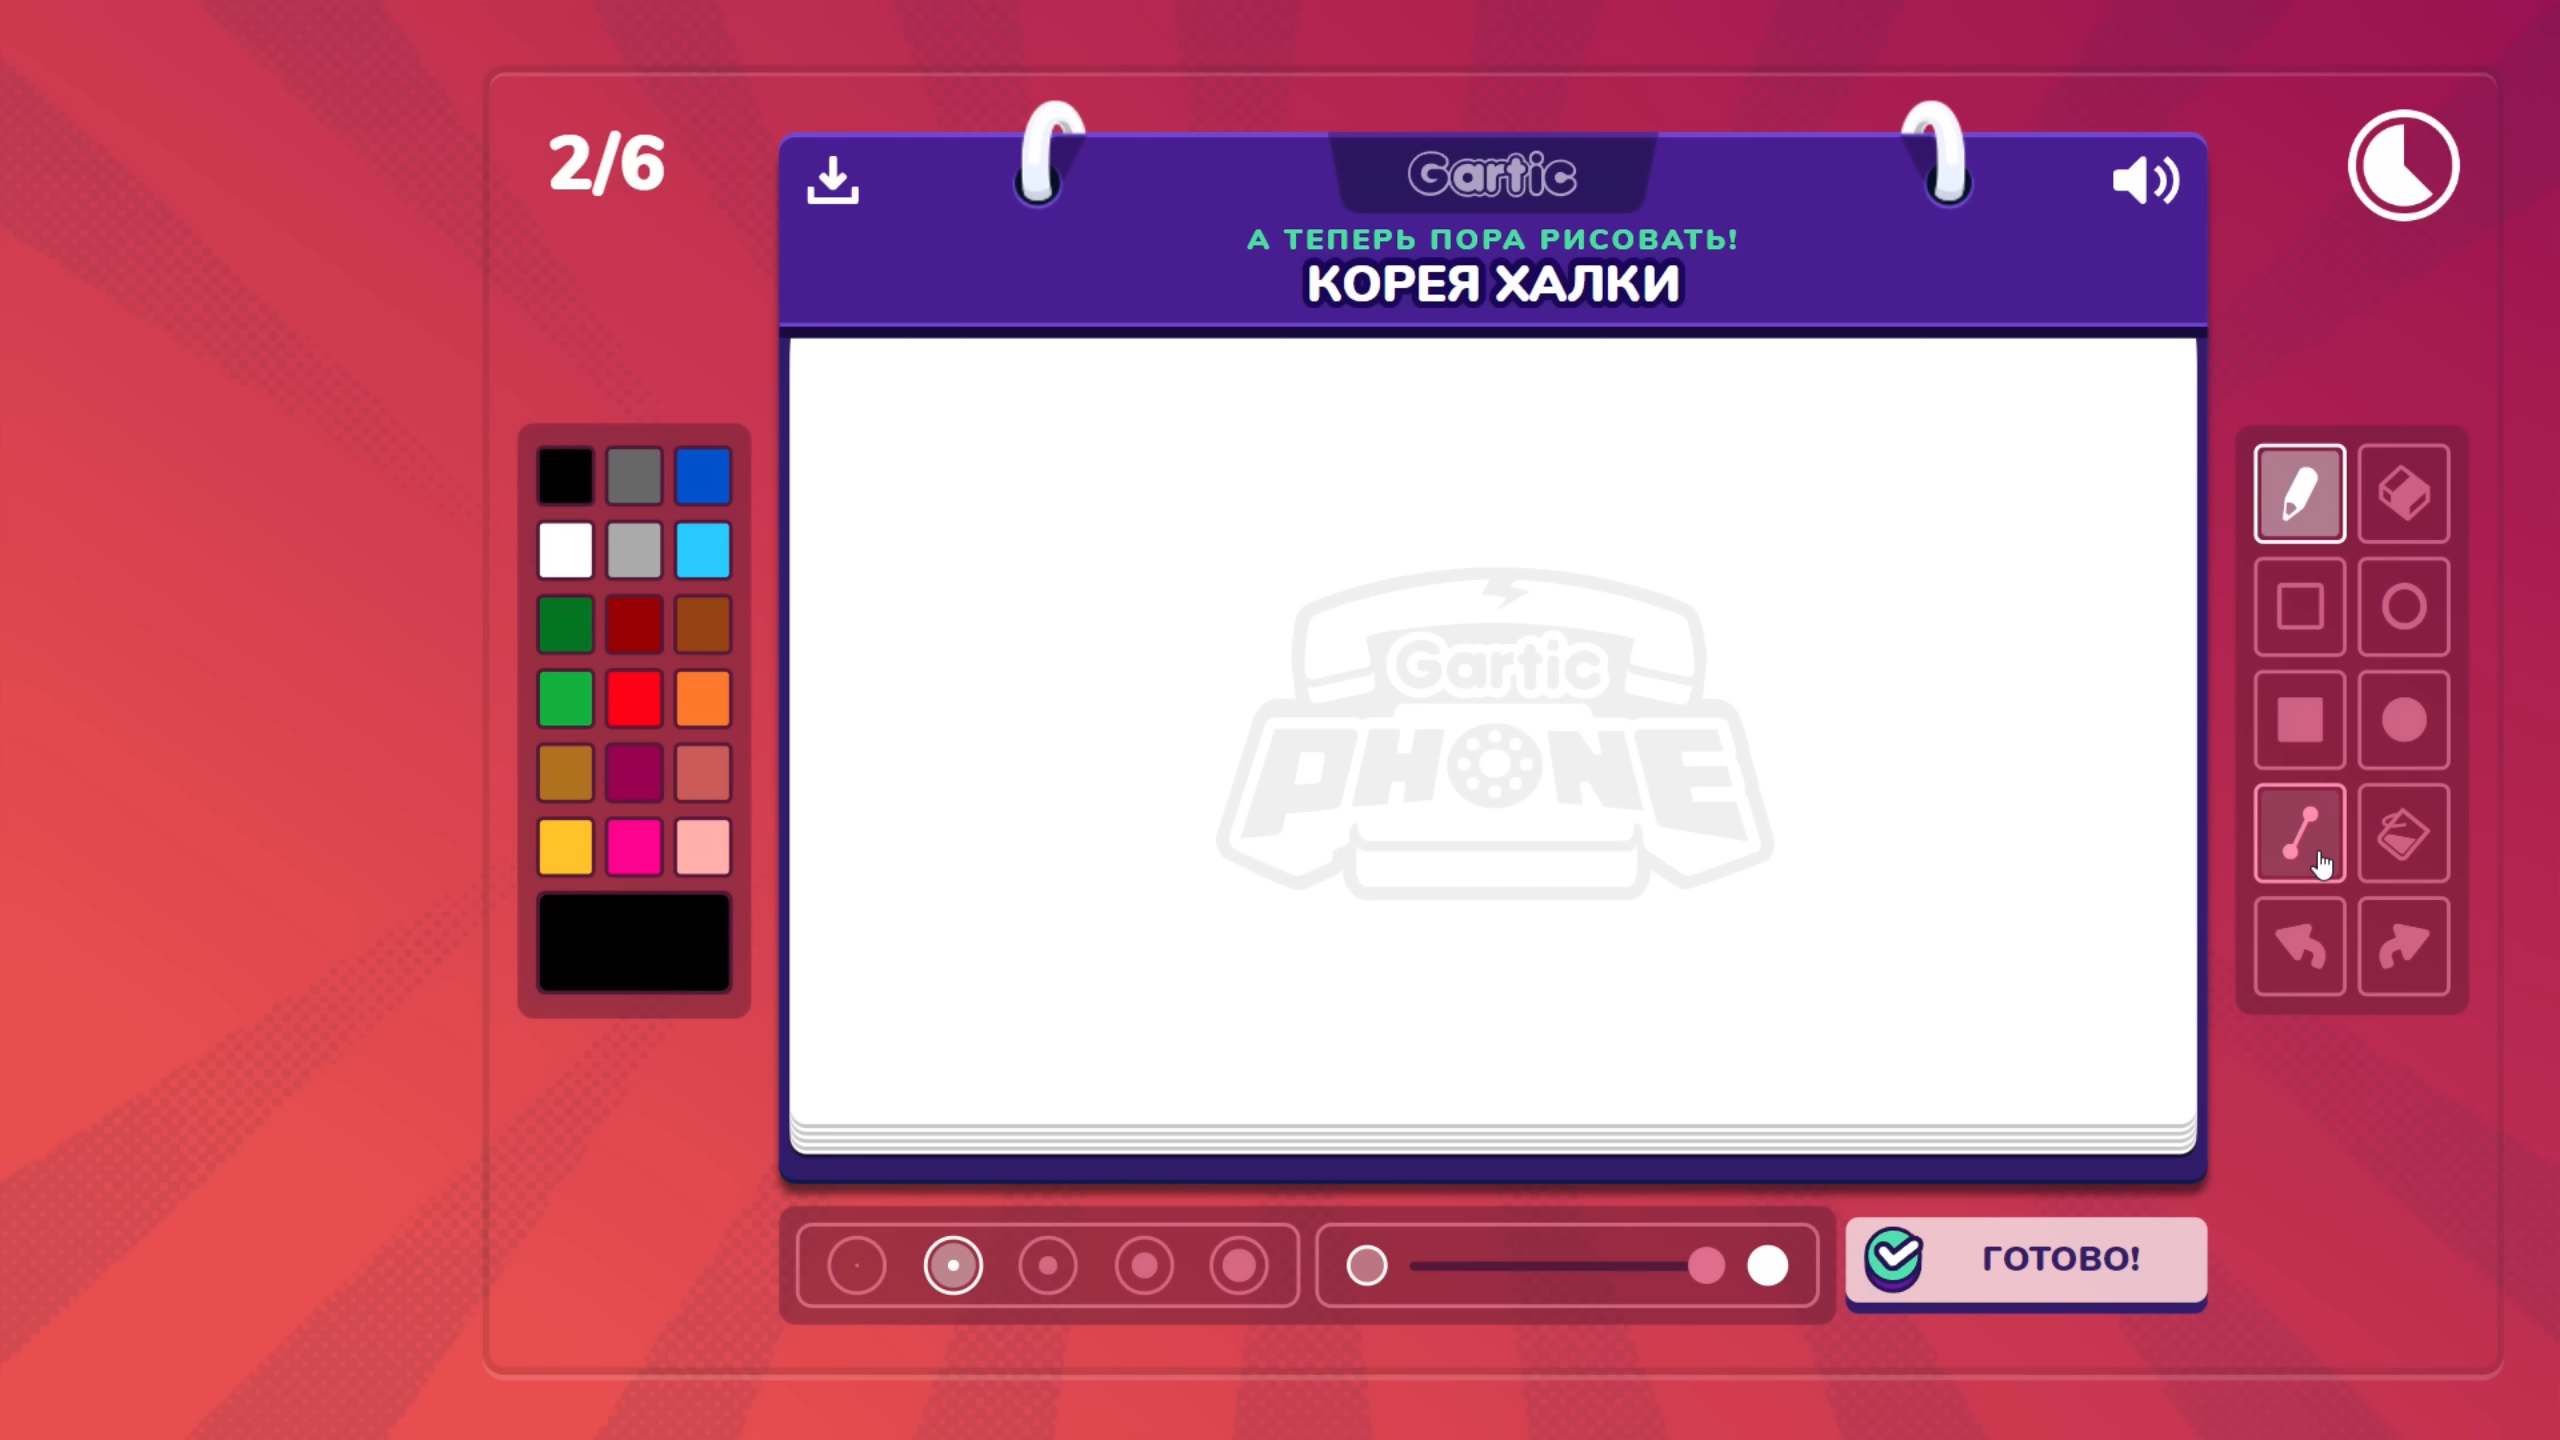 2/6
Gartic
А ТЕПЕРЬ ПОРА РИСОВАТЬ!
КОРЕЯ ХАЛКИ
Gartic
PHONE
ГОТОВО!